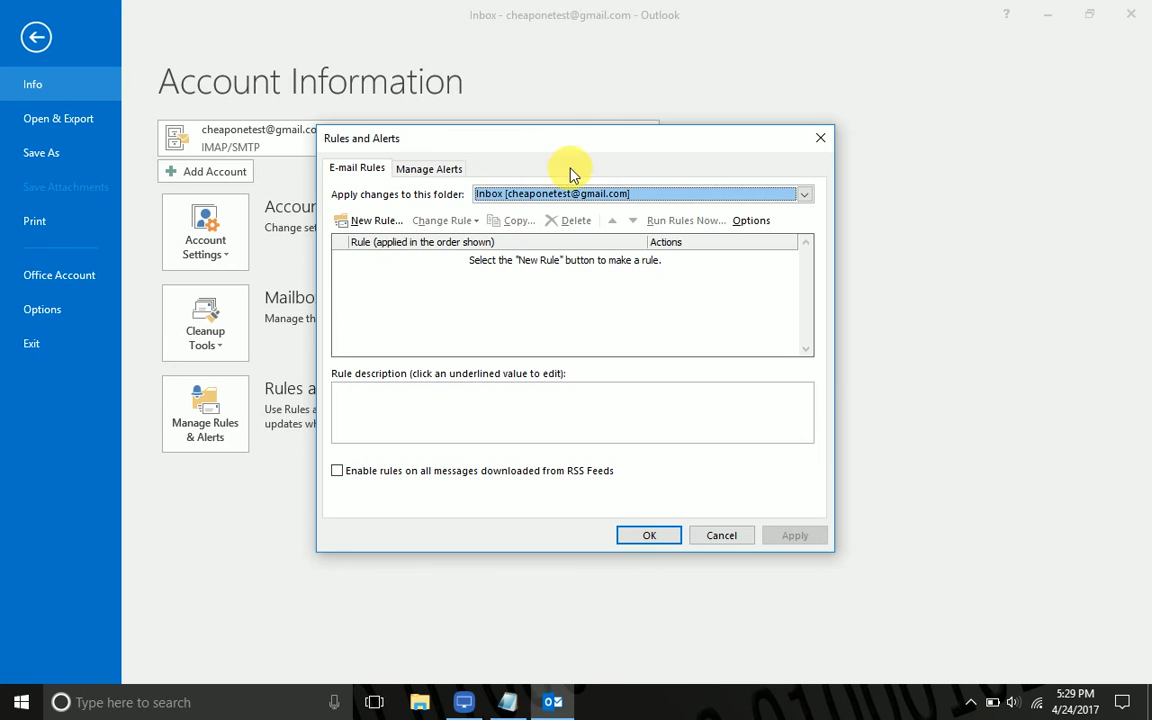 Inbox - cheaponetest@gmail.com - Outlook
?
Info
Open & Export
Save As
Save Attachments
Print
Office Account
Options
Exit
Account Information
cheaponetest@gmail.co
IMAP/SMTP
Add Account
Account
Settings
Accou
Change set
Cleanup
Tools
Mailbo
Manage th
Manage Rules
& Alerts
Rules a
Use Rules a
updates wh
Rules and Alerts
E-mail Rules
Manage Alerts
Apply changes to this folder:
Inbox [cheaponetest@gmail.com]
New Rule... Change Rule Copy... Delete Run Rules Now... Options
Rule (applied in the order shown) Actions
Select the "New Rule" button to make a rule.
Rule description (click an underlined value to edit):
Enable rules on all messages downloaded from RSS Feeds
OK Cancel Apply
Type here to search
5:29 PM
4/24/2017